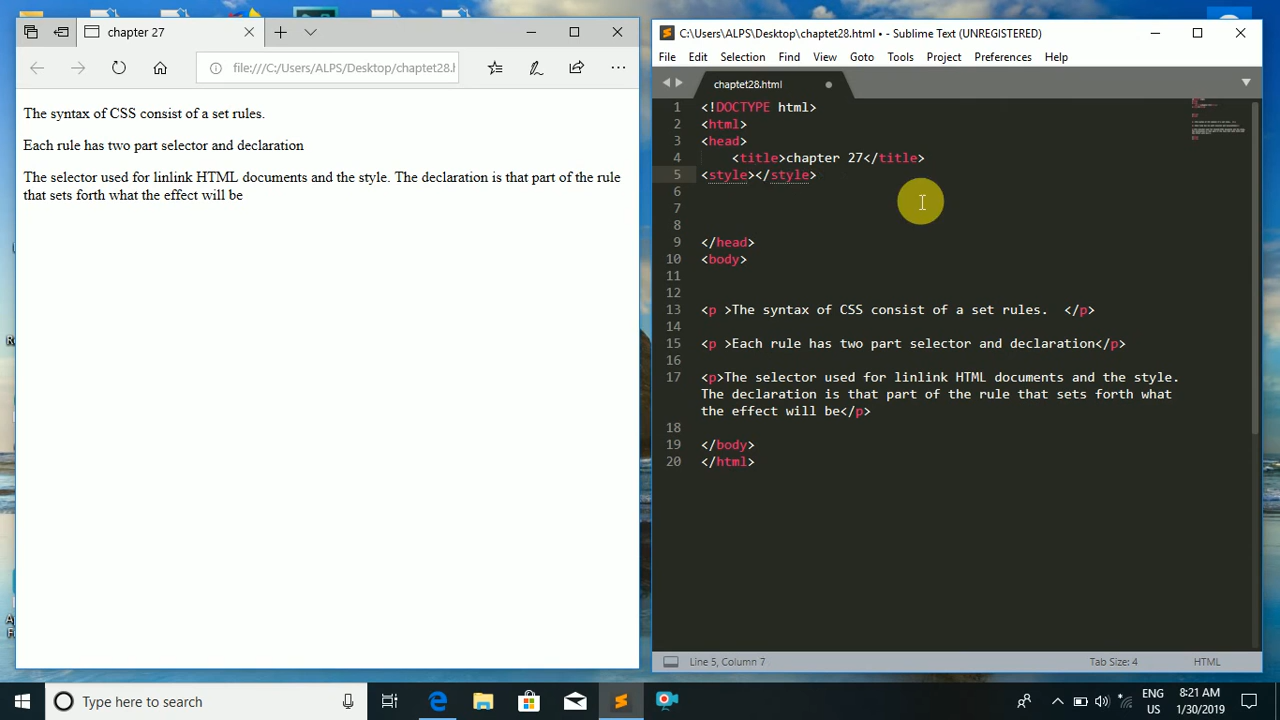 chapter 27
file:///C:/Users/ALPS/Desktop/chaptet28.h
The syntax of CSS consist of a set rules.
Each rule has two part selector and declaration
The selector used for linlink HTML documents and the style. The declaration is that part of the rule
that sets forth what the effect will be
C:\Users\ALPS\Desktop\chaptet28.html • - Sublime Text (UNREGISTERED)
File Edit Selection Find View Goto Tools Project Preferences Help
chaptet28.html
1 <!DOCTYPE html>
2 <html>
3 <head>
4 <title>chapter 27</title>
5 <style></style>
6
7
8
9 </head>
10 <body>
11
12
13 <p >The syntax of CSS consist of a set rules.  </p>
14
15 <p >Each rule has two part selector and declaration</p>
16
17 <p>The selector used for linlink HTML documents and the style.
The declaration is that part of the rule that sets forth what
the effect will be</p>
18
19 </body>
20 </html>
Line 5, Column 7
Tab Size: 4
HTML
Type here to search
ENG
US
8:21 AM
1/30/2019